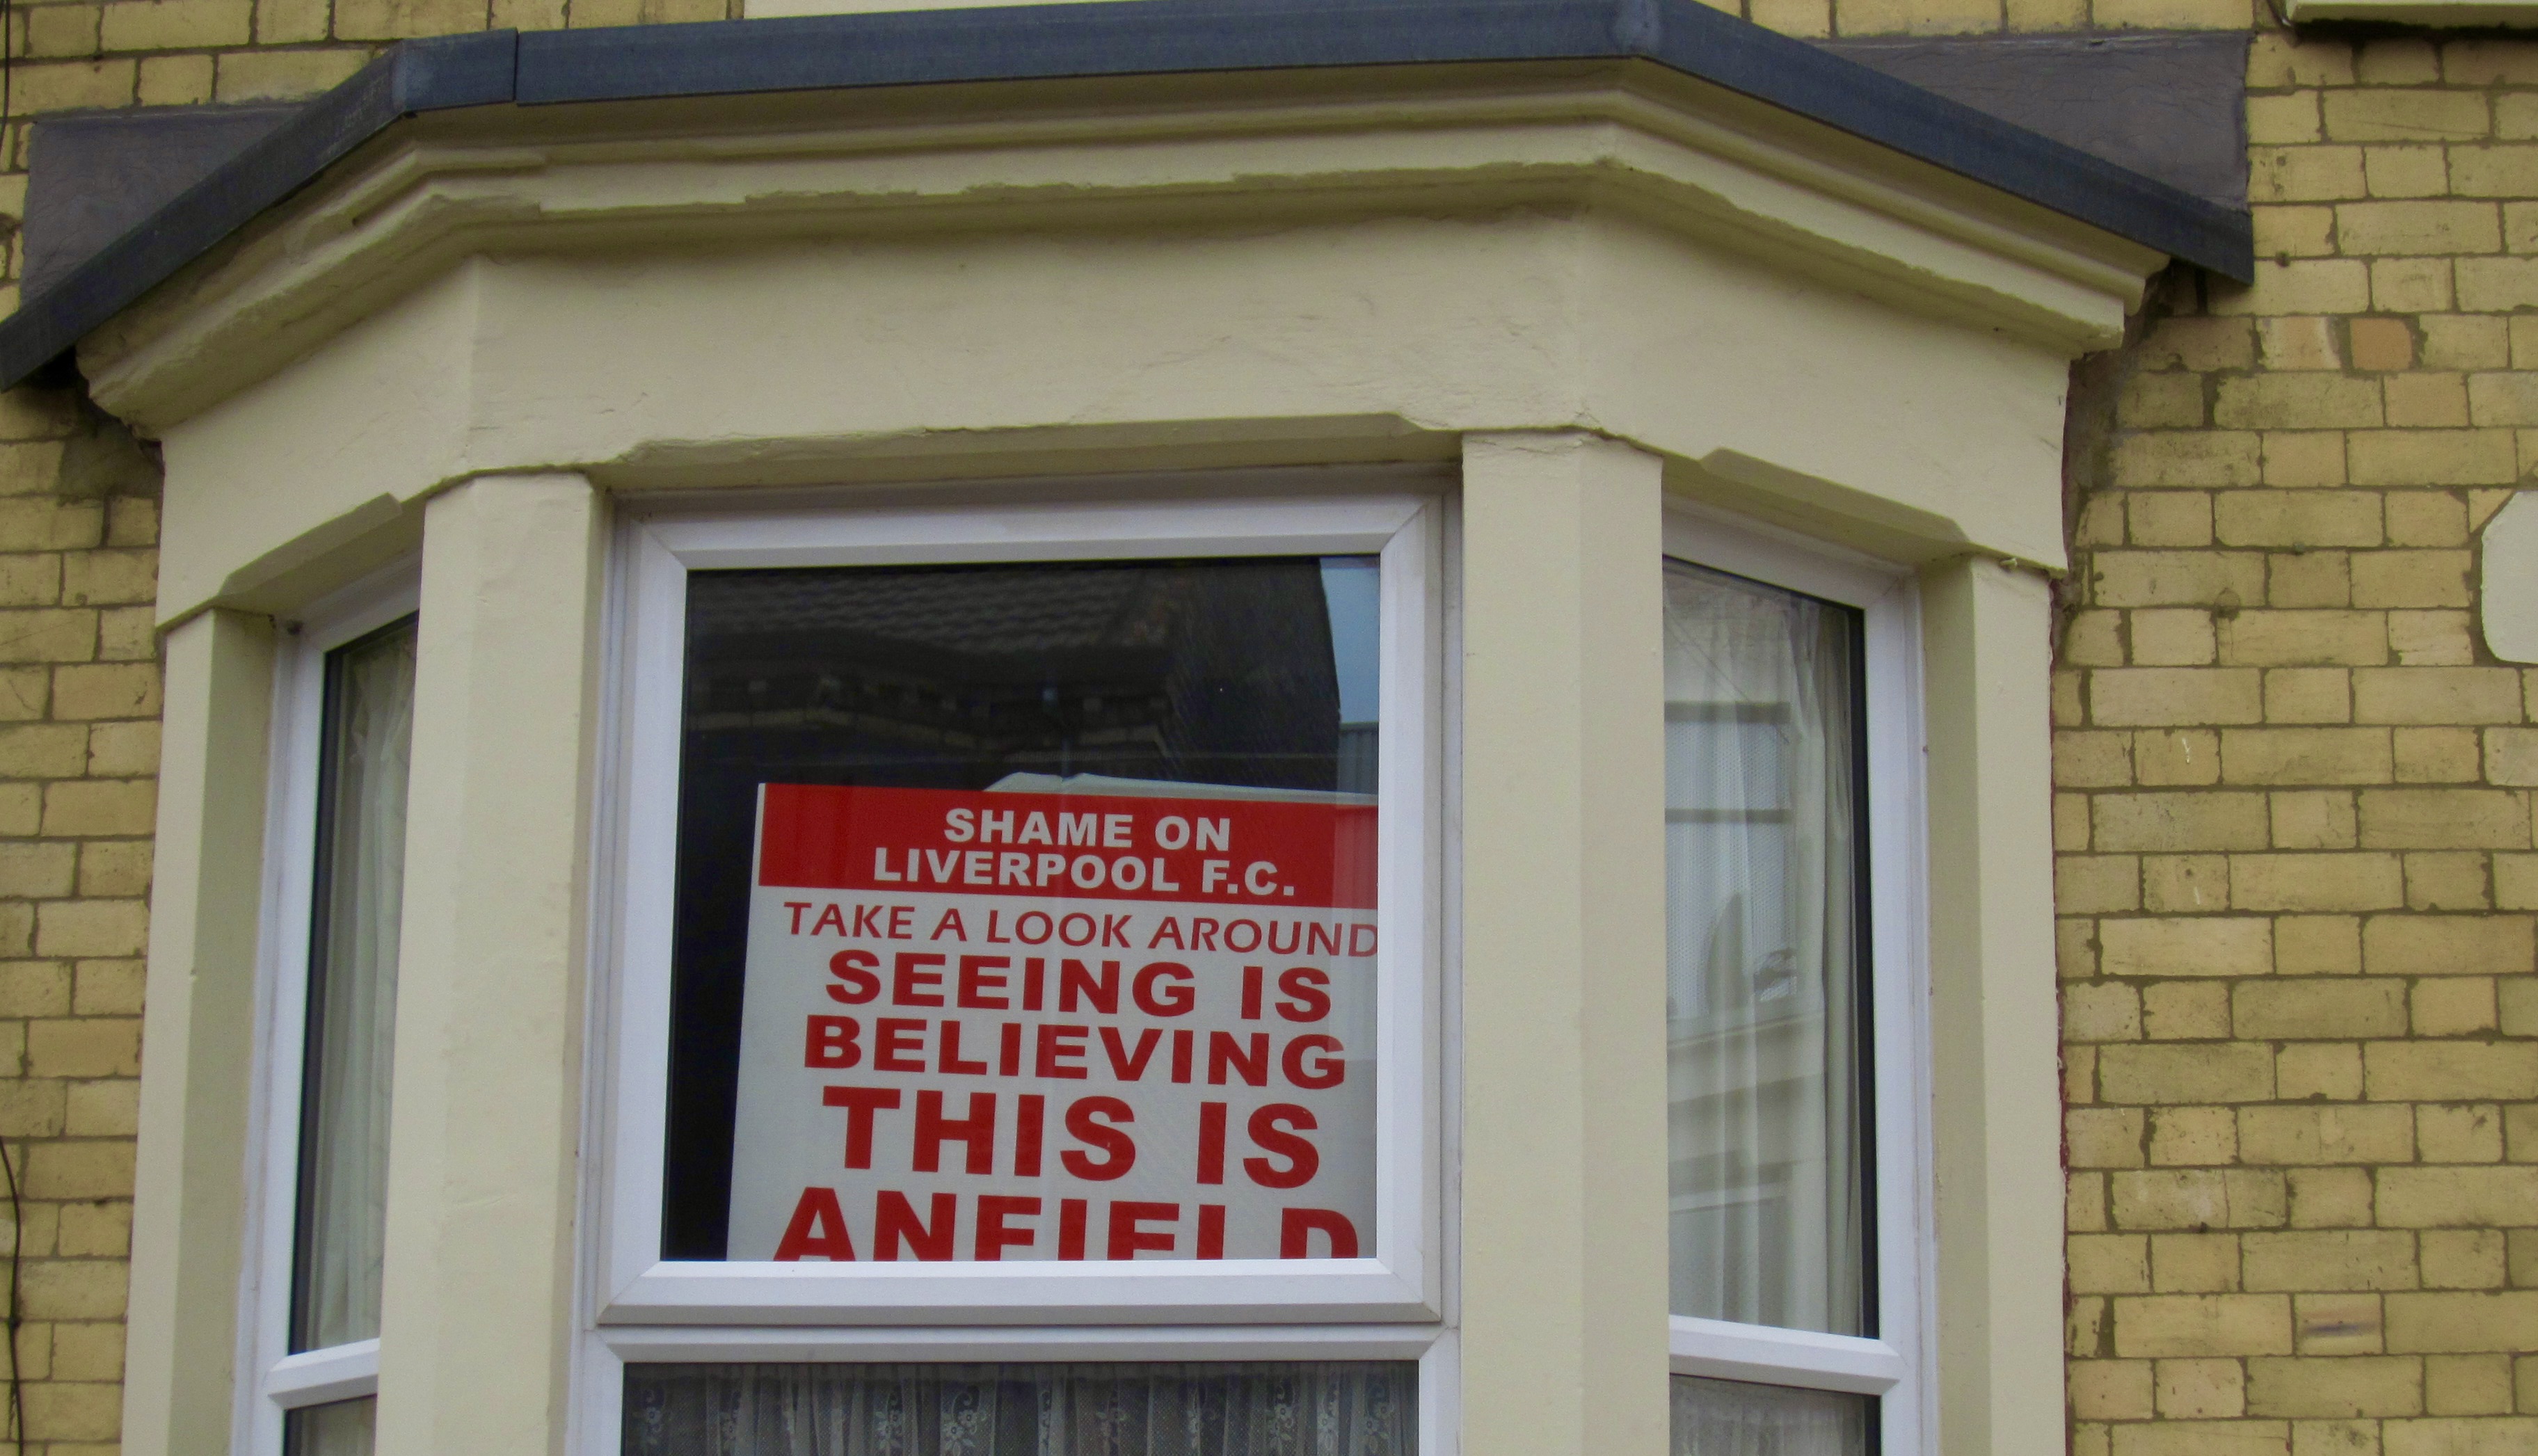 SHAME ON
LIVERPOOL F.C.
TAKE A LOOK AROUND
SEEING IS
BELIEVING
THIS IS
ANFIELD